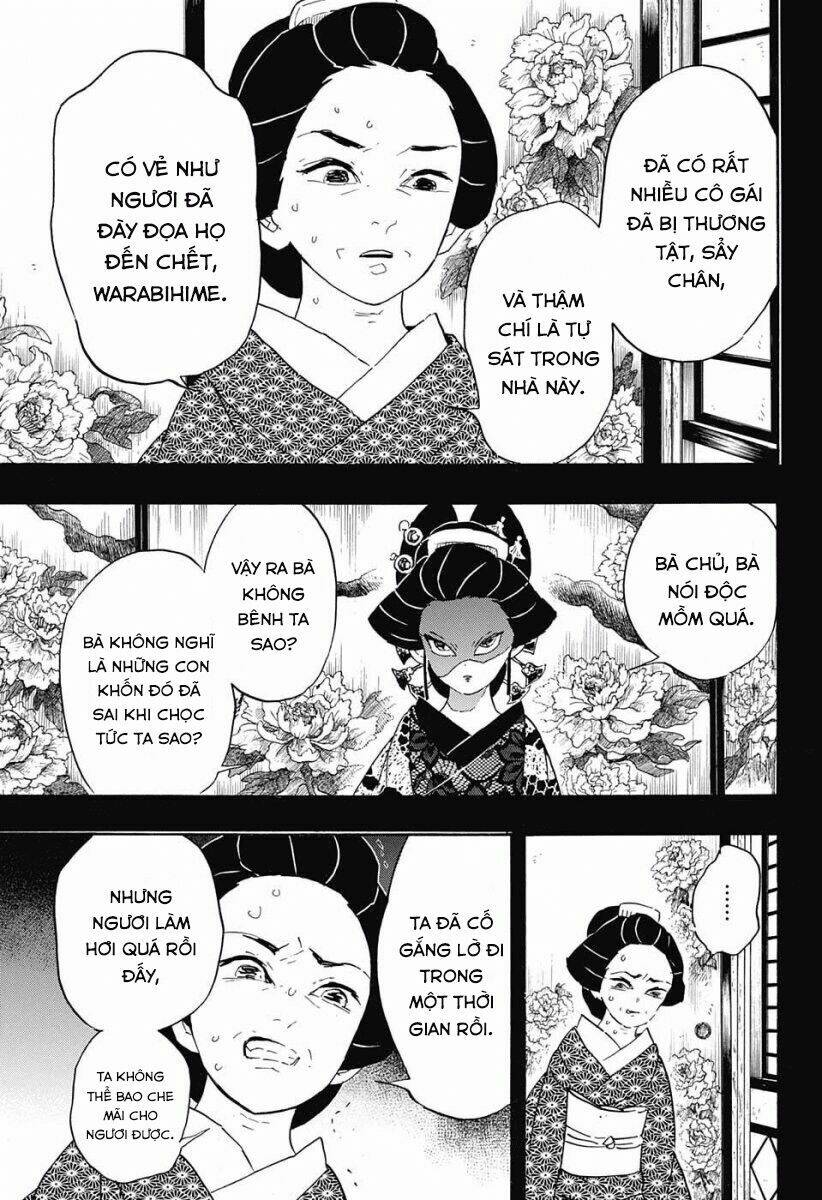 ĐÃ CÓ RẤT
NHIỀU CÔ GÁI
ĐÃ BỊ THƯƠNG
TẬT, SẨY
CHÂN,
VÀ THẬM
CHÍ LÀ TỰ
SÁT TRONG
NHÀ NÀY.
CÓ VẺ NHƯ
NGƯƠI ĐÃ
ĐÀY ĐỌA HỌ
ĐẾN CHẾT,
WARABIHIME.
BÀ CHỦ, BÀ
NÓI ĐỘC
MỒM QUÁ.
VẬY RA BÀ
KHÔNG
BÊNH TA
SAO?
BÀ KHÔNG NGHĨ
LÀ NHỮNG CON
KHỐN ĐÓ ĐÃ
SAI KHI CHỌC
TỨC TA SAO?
......
TA ĐÃ CỐ
GẮNG LỜ ĐI
TRONG
MỘT THỜI
GIAN RỒI.
NHƯNG
NGƯƠI LÀM
HƠI QUÁ RỒI
ĐẤY,
TA KHÔNG
THỂ BAO CHE
MÃI CHO
NGƯƠI ĐƯỢC.